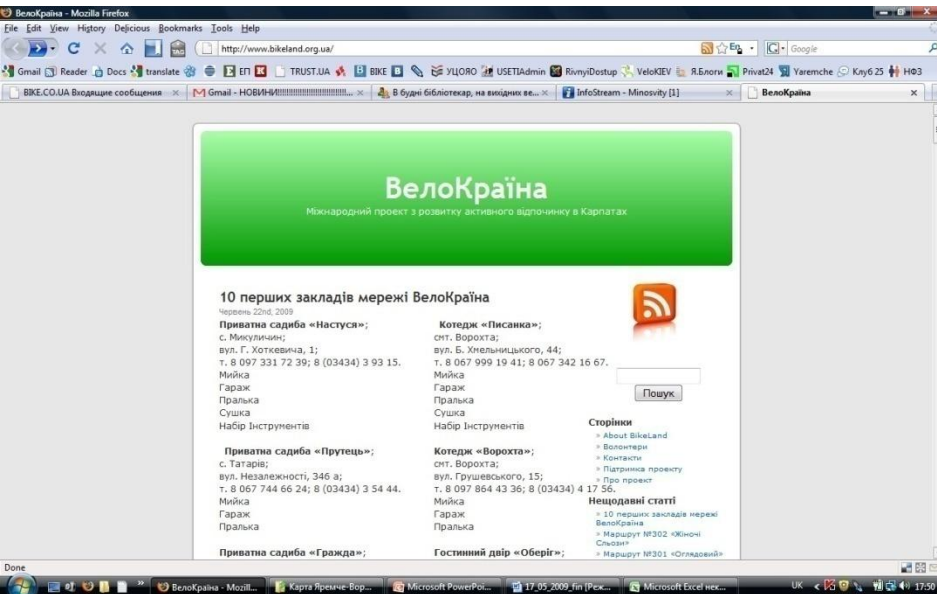 ВелоКраїна - Mozilla Firefox
File Edit View History Delicious Bookmarks Tools Help
http://www.bikeland.org.ua/
Google
Gmail Reader Docs translate ЕП TRUST.UA BIKE УЦОЯО USETIAdmin RivnyiDostup VeloKIEV Я.Блоги Privat24 Yaremche Клуб 25 НФЗ
BIKE.CO.UA Входящие сообщения
В будні бібліотекар, на вихідних ве...
InfoStream - Minosvity [1]
ВелоКраїна
ВелоКраїна
Міжнародний проект з розвитку активного відпочинку в Карпатах
10 перших закладів мережі ВелоКраїна
Червень 22nd, 2009
Приватна садиба «Настуся»;
с. Микуличин;
вул. Г. Хоткевича, 1;
т. 8 097 331 72 39; 8 (03434) 3 93 15.
Мийка
Гараж
Пралька
Сушка
Набір Інструментів
Котедж «Писанка»;
смт. Ворохта;
вул. Б. Хмельницького, 44;
т. 8 067 999 19 41; 8 067 342 16 67.
Мийка
Гараж
Пралька
Сушка
Набір Інструментів
Приватна садиба «Прутець»;
с. Татарів;
вул. Незалежності, 346 а;
т. 8 067 744 66 24; 8 (03434) 3 54 44.
Мийка
Гараж
Пралька
Котедж «Ворохта»;
смт. Ворохта;
вул. Грушевського, 15;
т. 8 097 864 43 36; 8 (03434) 4 17 56.
Мийка
Гараж
Пралька
Приватна садиба «Гражда»;
Гостинний двір «Оберіг»;
Пошук
Сторінки
» About BikeLand
» Волонтери
» Контакти
» Підтримка проекту
» Про проект
Нещодавні статті
» 10 перших закладів мережі
ВелоКраїна
» Маршрут №302 «Жіночі
Сльози»
» Маршрут №301 «Оглядовий»
Done
ВелоКраїна - Mozill...
Карта Яремче-Вор...
Microsoft PowerPoi...
17_05_2009_fin [Реж...
Microsoft Excel нек...
UK
17:50